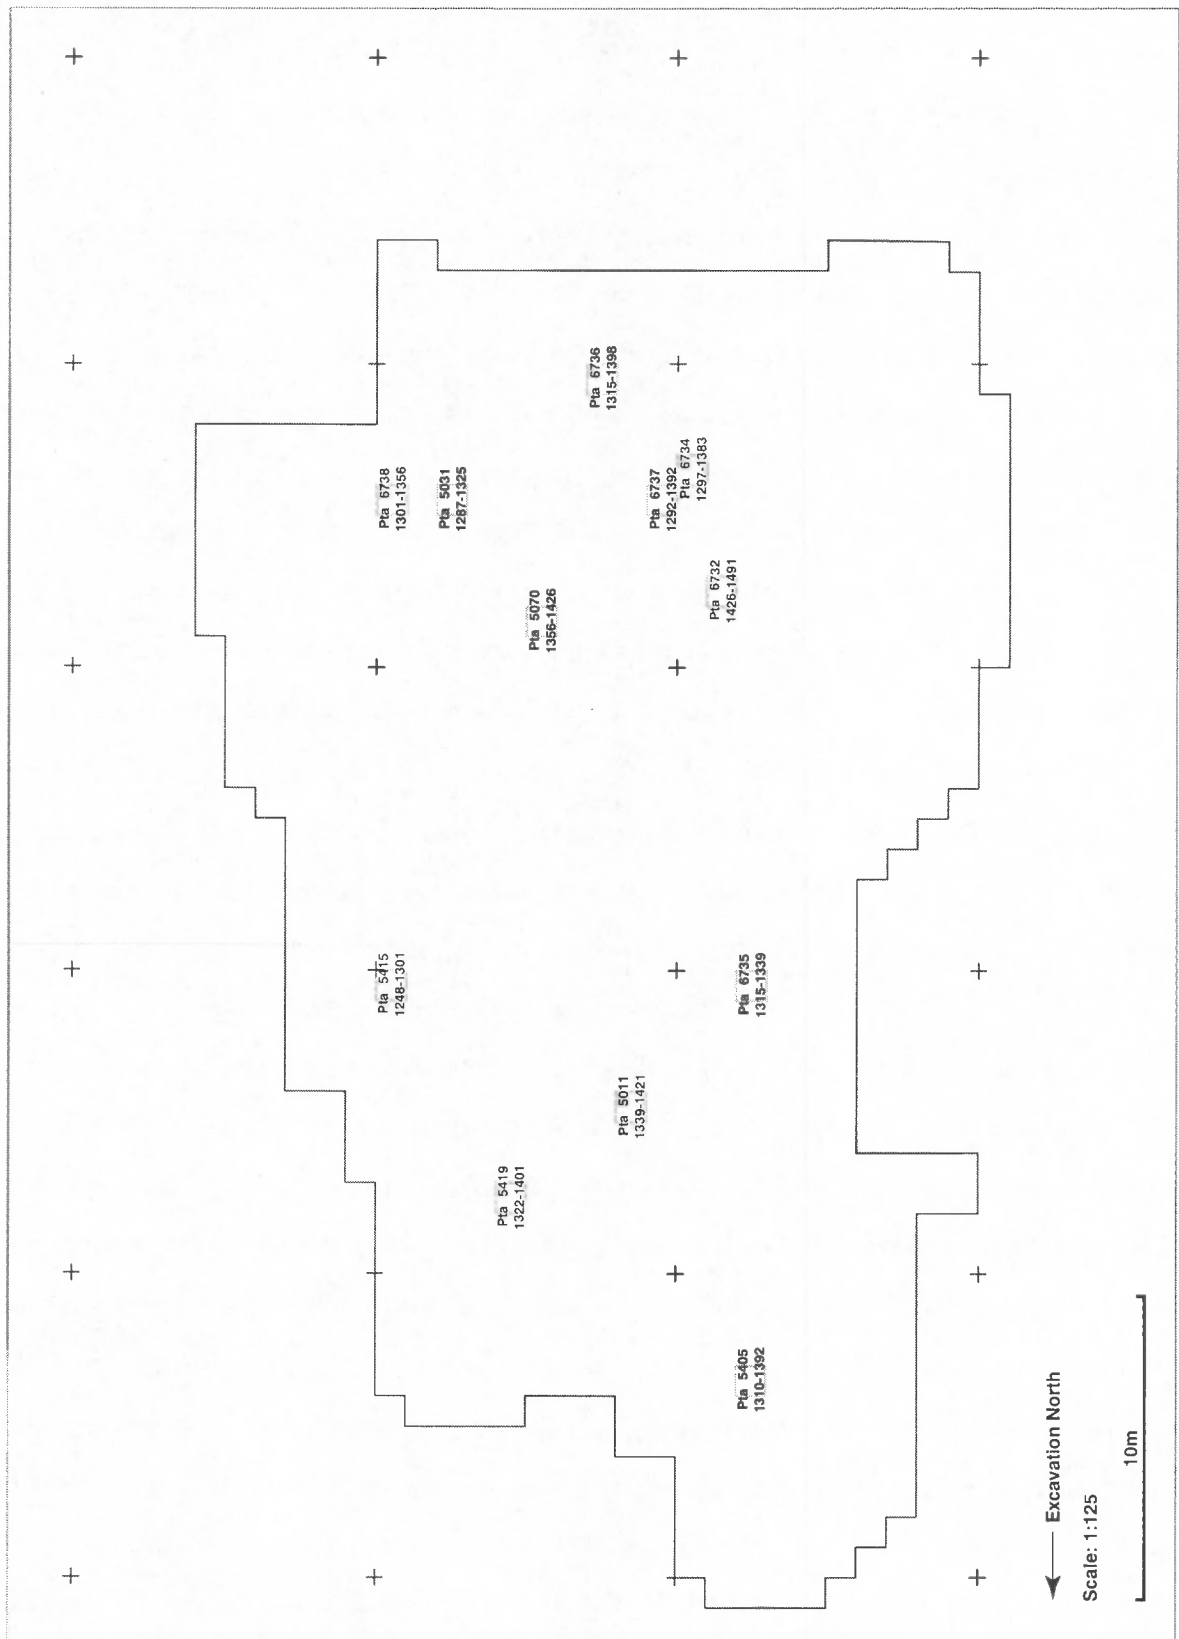 Pta 6738
1301-1356
Pta 5031
1287-1325
Pta 6736
1315-1398
Pta 6737
1292-1392
Pta 6734
1297-1383
Pta 5070
1356-1426
Pta 6732
1426-1491
Pta 5415
1248-1301
Pta 6735
1315-1339
Pta 5011
1339-1421
Pta 5419
1322-1401
Pta 5405
1310-1392
Excavation North
Scale: 1:125
10m